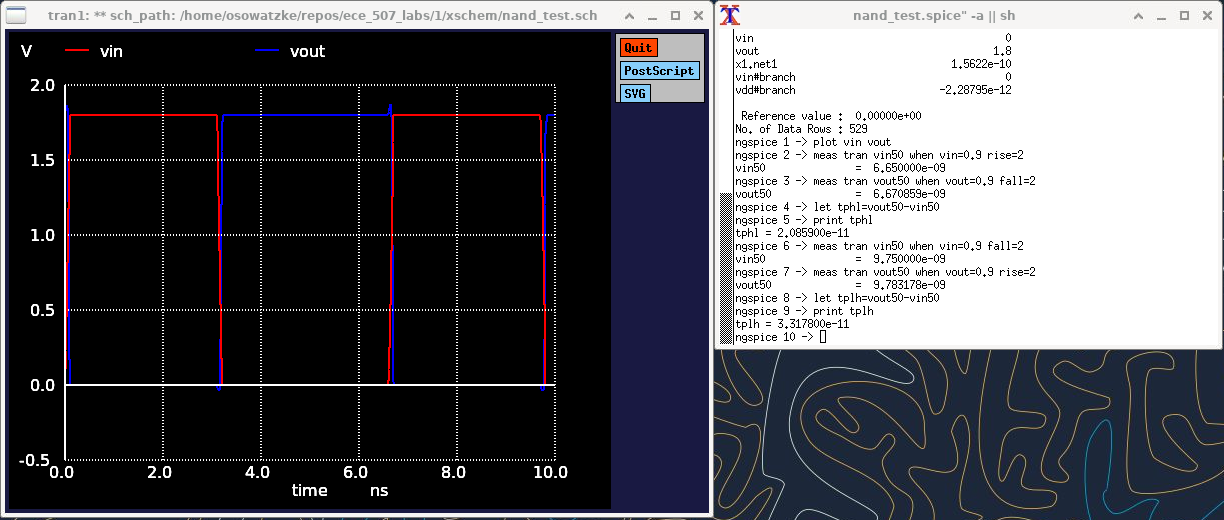 tran1: ** sch_path: /home/osowatzke/repos/ece_507_labs/1/xschem/nand_test.sch
V
vin
vout
2.0
1.5
1.0
0.5
0.0
-0.5
0.0
2.0
4.0
6.0
8.0
10.0
time
ns
Quit
PostScript
SVG
nand_test.spice" -a || sh
vin 0
vout 1.8
x1.net1 1.5622e-10
vin#branch 0
vdd#branch -2.28795e-12
Reference value : 0.00000e+00
No. of Data Rows : 529
ngspice 1 -> plot vin vout
ngspice 2 -> meas tran vin50 when vin=0.9 rise=2
vin50 = 6.650000e-09
ngspice 3 -> meas tran vout50 when vout=0.9 fall=2
vout50 = 6.670859e-09
ngspice 4 -> let tphl=vout50-vin50
ngspice 5 -> print tphl
tphl = 2.085900e-11
ngspice 6 -> meas tran vin50 when vin=0.9 fall=2
vin50 = 9.750000e-09
ngspice 7 -> meas tran vout50 when vout=0.9 rise=2
vout50 = 9.783178e-09
ngspice 8 -> let tplh=vout50-vin50
ngspice 9 -> print tplh
tplh = 3.317800e-11
ngspice 10 ->